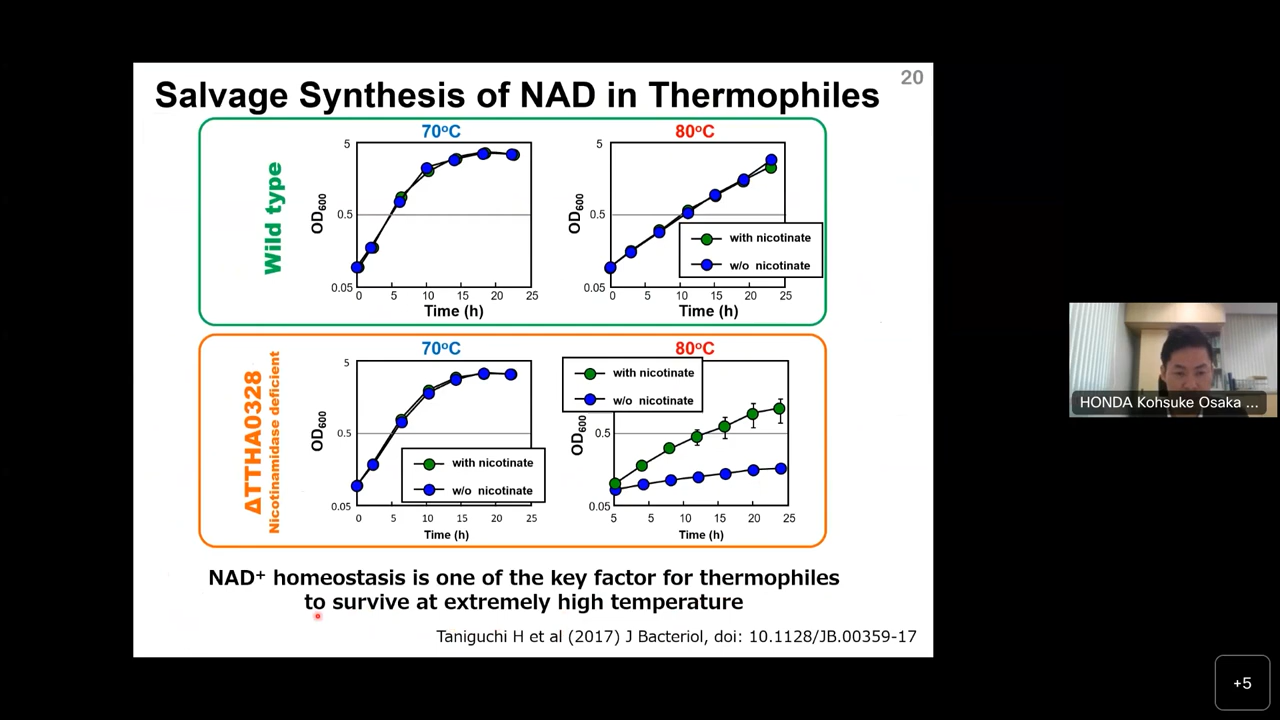 20
Salvage Synthesis of NAD in Thermophiles
Wild type
70°C
5
0.5
0.05
OD600
0 5 10 15 20 25
Time (h)
80°C
5
0.5
0.05
OD600
with nicotinate
w/o nicotinate
0 5 10 15 20 25
Time (h)
ΔTTHA0328
Nicotinamidase deficient
70°C
5
0.5
0.05
OD600
with nicotinate
w/o nicotinate
0 5 10 15 20 25
Time (h)
80°C
with nicotinate
w/o nicotinate
0.5
0.05
OD600
5 5 10 15 20 25
Time (h)
NAD⁺ homeostasis is one of the key factor for thermophiles
to survive at extremely high temperature
Taniguchi H et al (2017) J Bacteriol, doi: 10.1128/JB.00359-17
HONDA Kohsuke Osaka ...
+5